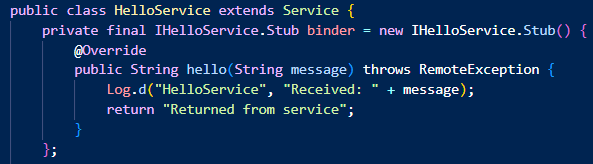 public class HelloService extends Service {
    private final IHelloService.Stub binder = new IHelloService.Stub() {
        @Override
        public String hello(String message) throws RemoteException {
            Log.d("HelloService", "Received: " + message);
            return "Returned from service";
        }
    };